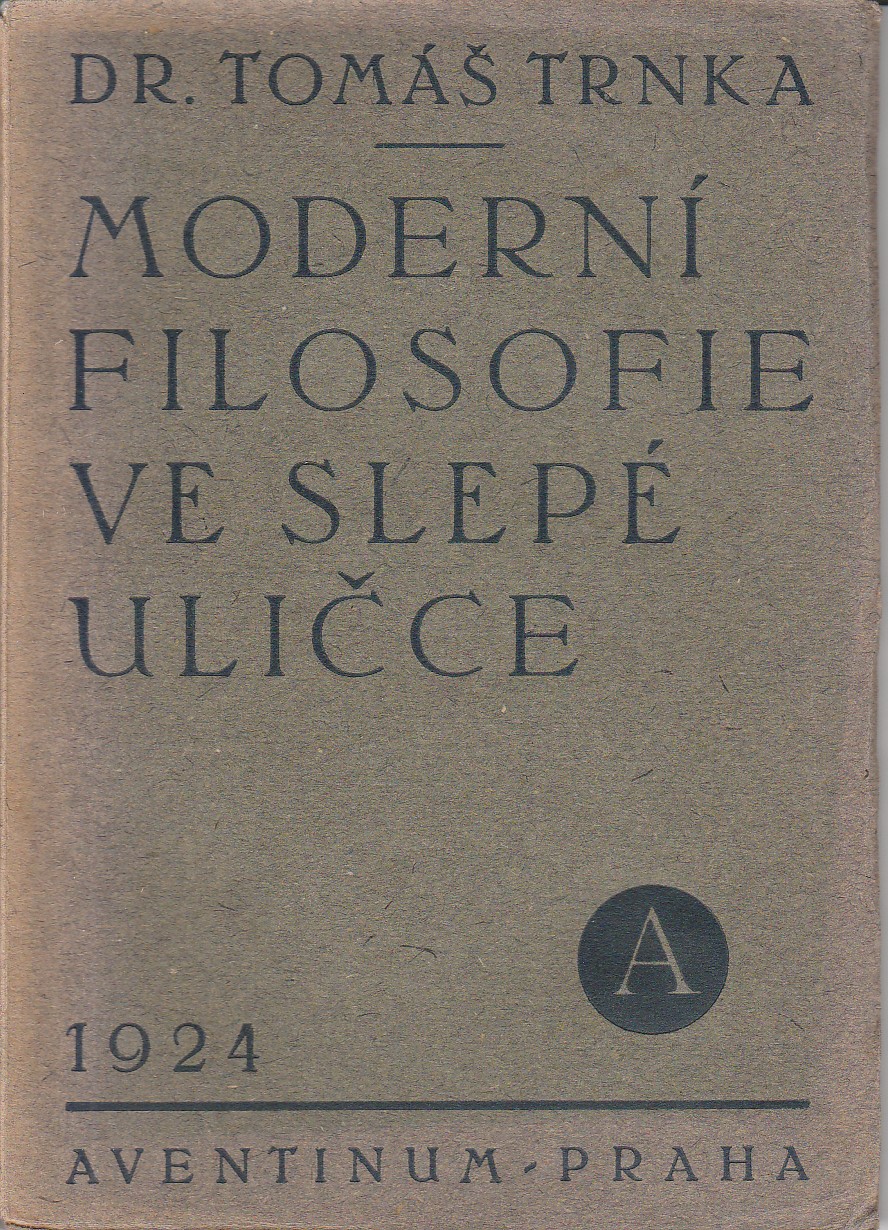 DR. TOMÁŠ TRNKA
MODERNÍ
FILOSOFIE
VE SLEPÉ
ULIČCE
A
1924
AVENTINUM - PRAHA